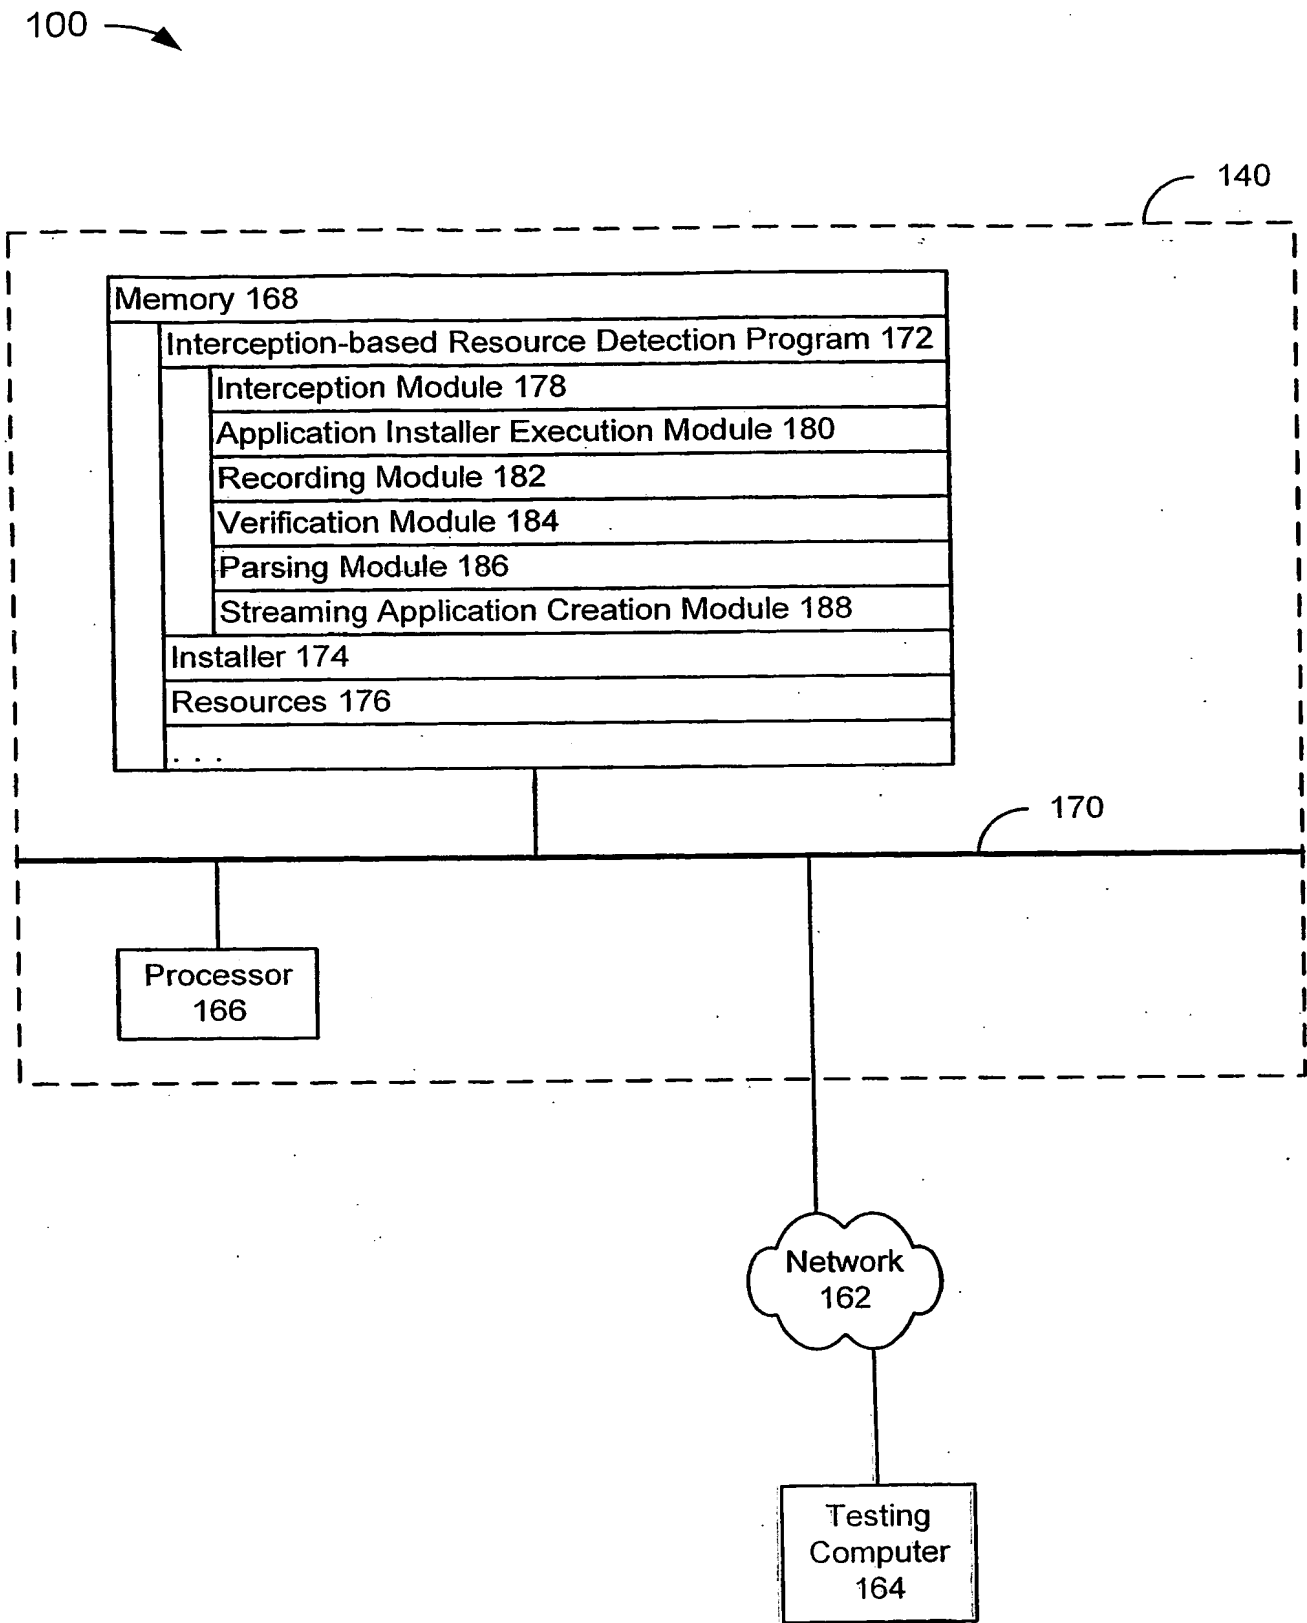 100
140
Memory 168
Interception-based Resource Detection Program 172
Interception Module 178
Application Installer Execution Module 180
Recording Module 182
Verification Module 184
Parsing Module 186
Streaming Application Creation Module 188
Installer 174
Resources 176
. . .
170
Processor
166
Network
162
Testing
Computer
164